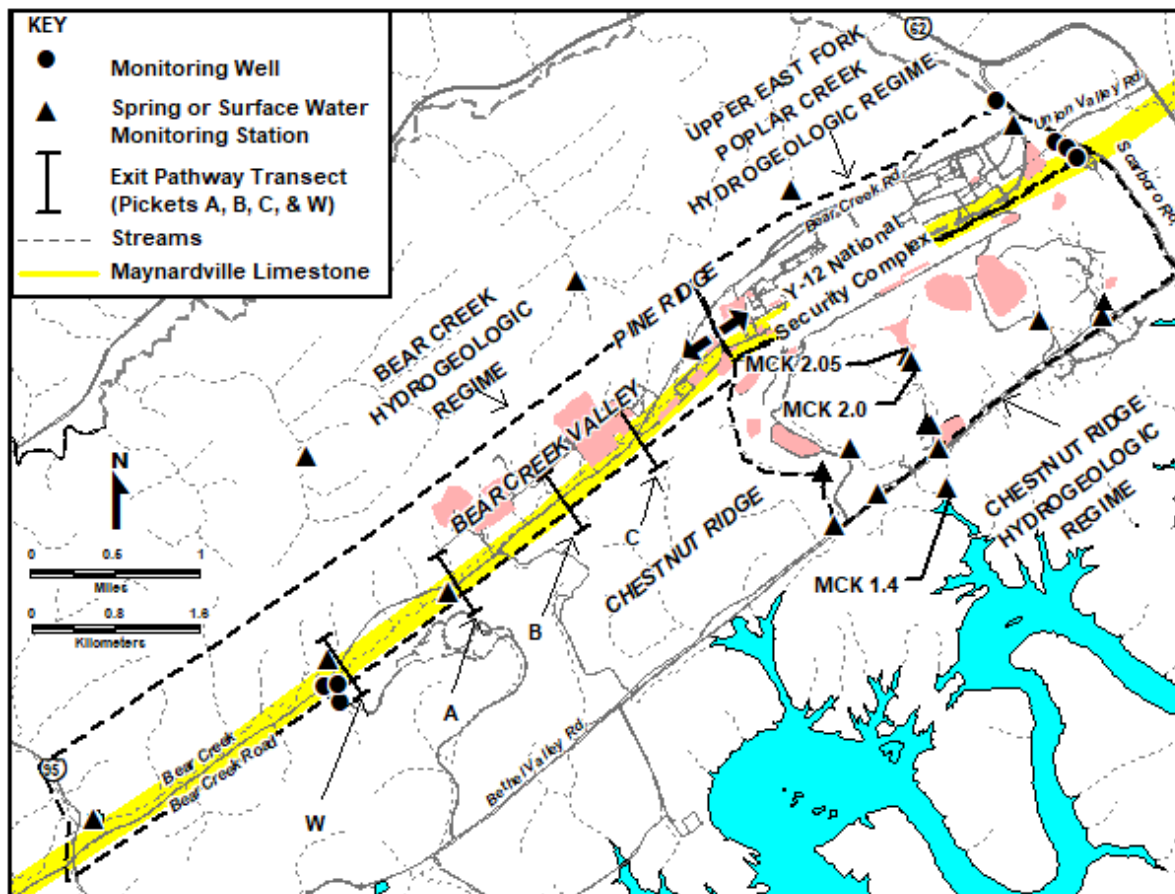 KEY
Monitoring Well
Spring or Surface Water
Monitoring Station
Exit Pathway Transect
(Pickets A, B, C, & W)
Streams
Maynardville Limestone
62
UPPER EAST FORK
POPLAR CREEK
HYDROGEOLOGIC REGIME
Union Valley Rd
Scarboro Rd
Bear Creek Rd
Y-12 National
Security Complex
PINE RIDGE
BEAR CREEK
HYDROGEOLOGIC
REGIME
BEAR CREEK VALLEY
MCK 2.05
MCK 2.0
MCK 1.4
CHESTNUT RIDGE
HYDROGEOLOGIC
REGIME
CHESTNUT RIDGE
N
0 0.5 1
Miles
0 0.8 1.6
Kilometers
C
B
A
W
Bear Creek
Bear Creek Road
Bethel Valley Rd
95